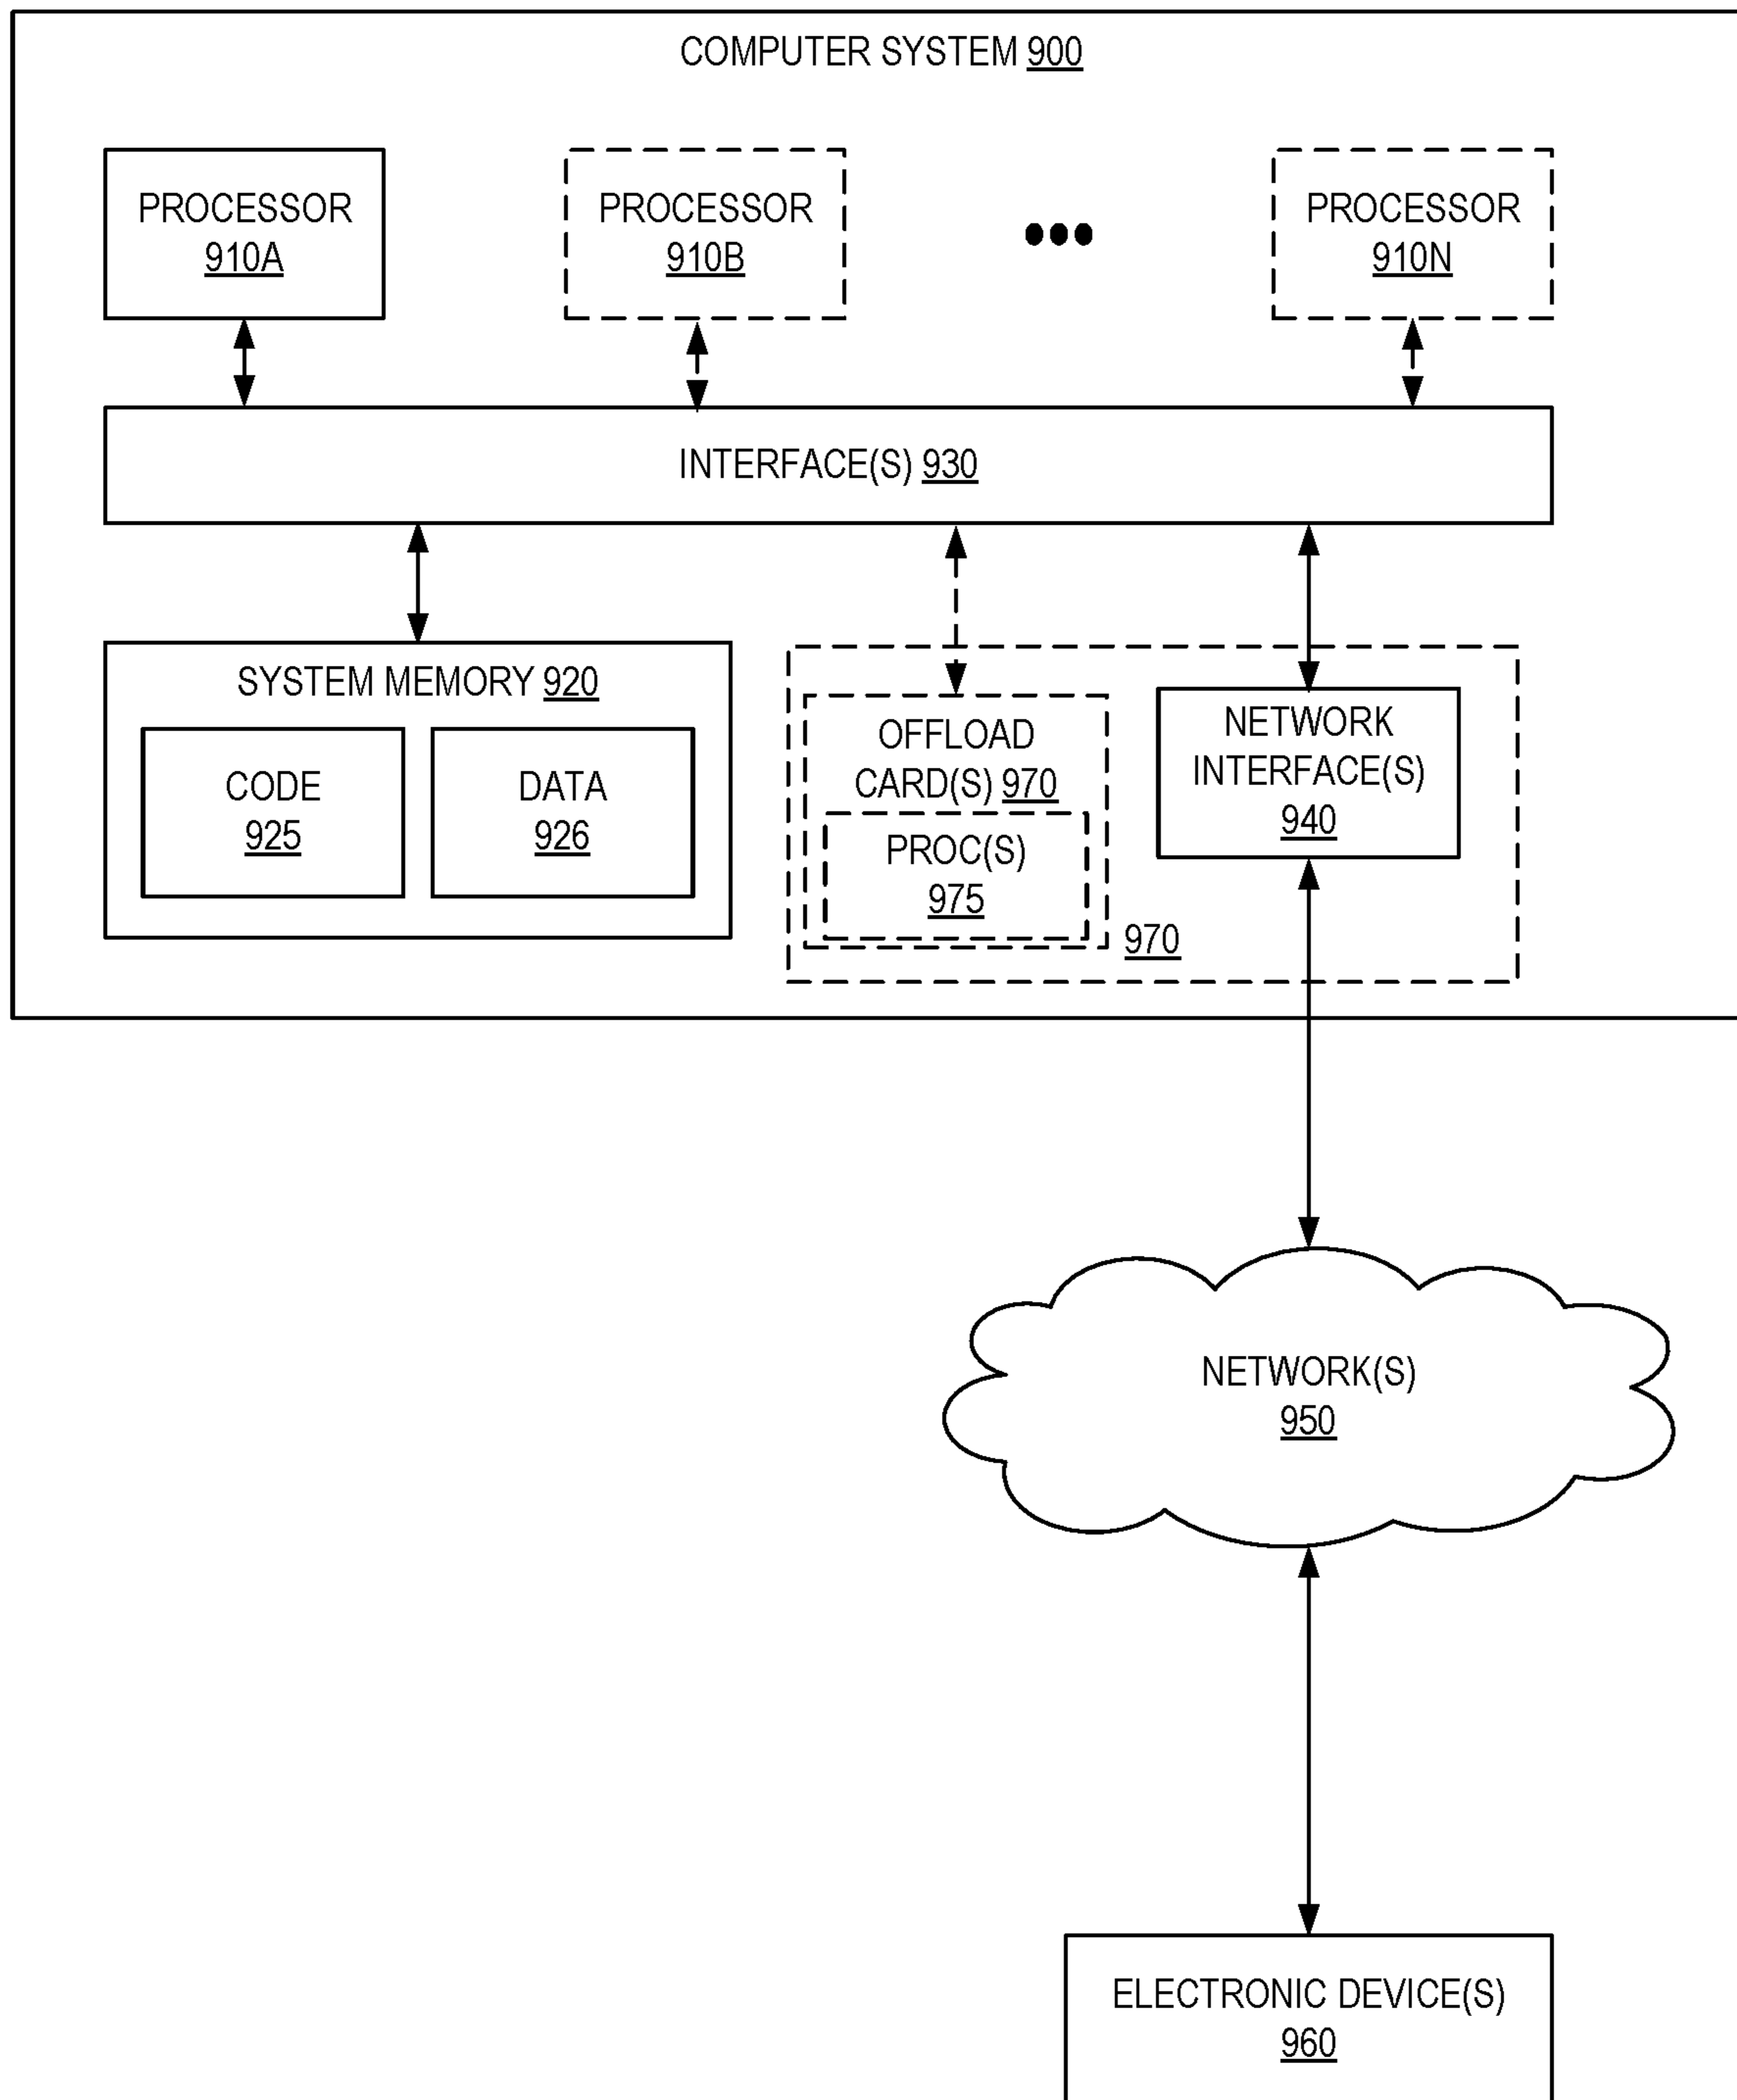 COMPUTER SYSTEM 900
PROCESSOR
910A
PROCESSOR
910B
PROCESSOR
910N
INTERFACE(S) 930
SYSTEM MEMORY 920
CODE
925
DATA
926
OFFLOAD
CARD(S) 970
PROC(S)
975
970
NETWORK
INTERFACE(S)
940
NETWORK(S)
950
ELECTRONIC DEVICE(S)
960